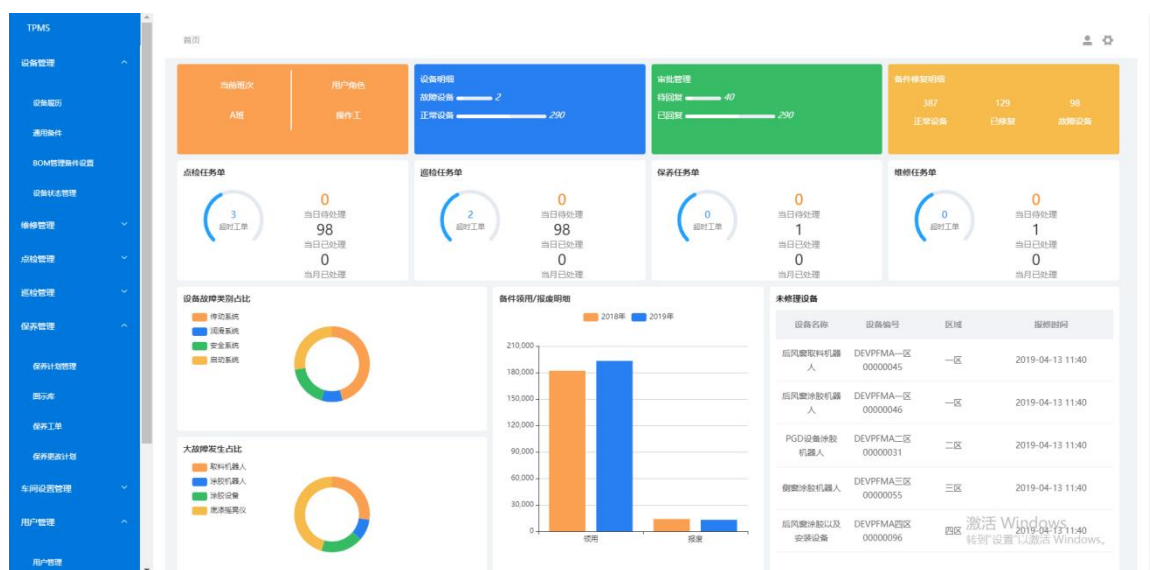 TPMS
设备管理
设备履历
通用备件
BOM管理备件设置
设备状态管理
维修管理
点检管理
巡检管理
保养管理
保养计划管理
图示库
保养工单
保养更改计划
车间设置管理
用户管理
用户管理
首页
当前班次
用户角色
A班
操作工
设备明细
故障设备 2
正常设备 290
审批管理
待回复 40
已回复 290
备件修复明细
387 129 98
正常设备 已修复 故障设备
点检任务单
3
超时工单
0
当日待处理
98
当日已处理
0
当月已处理
巡检任务单
2
超时工单
0
当日待处理
98
当日已处理
0
当月已处理
保养任务单
0
超时工单
0
当日待处理
1
当日已处理
0
当月已处理
维修任务单
0
超时工单
0
当日待处理
1
当日已处理
0
当月已处理
设备故障类别占比
传动系统
润滑系统
安全系统
启动系统
大故障发生占比
取料机器人
涂胶机器人
涂胶设备
底漆摇晃仪
备件领用/报废明细
2018年 2019年
210,000
180,000
150,000
120,000
90,000
60,000
30,000
0
领用 报废
未修理设备
设备名称 设备编号 区域 报修时间
后风窗取料机器人 DEVPFMA一区00000045 一区 2019-04-13 11:40
后风窗涂胶机器人 DEVPFMA一区00000046 一区 2019-04-13 11:40
PGD设备涂胶机器人 DEVPFMA二区00000031 二区 2019-04-13 11:40
侧窗涂胶机器人 DEVPFMA三区00000055 三区 2019-04-13 11:40
后风窗涂胶以及安装设备 DEVPFMA四区00000096 四区 2019-04-13 11:40
激活 Windows
转到"设置"以激活 Windows。